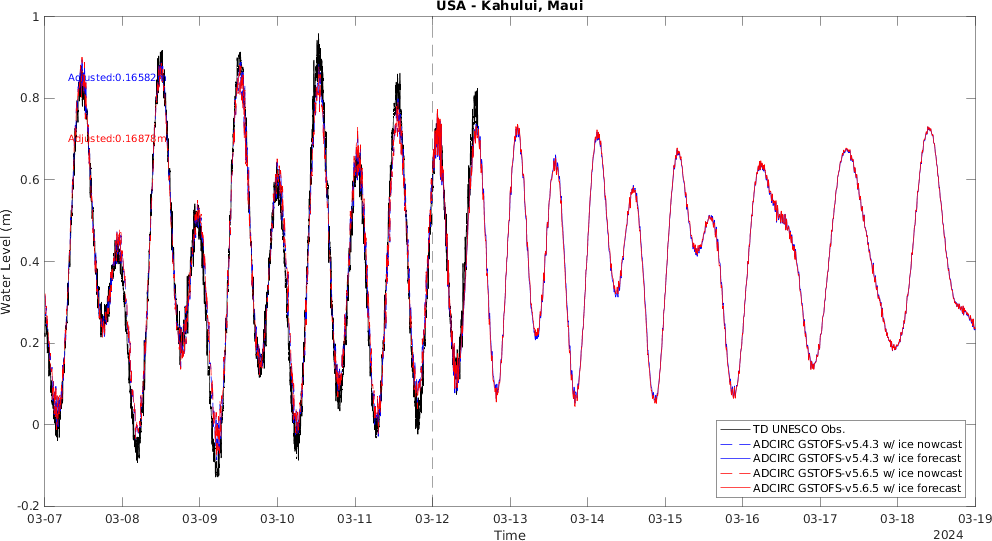 USA - Kahului, Maui
1
0.8
0.6
0.4
0.2
0
-0.2
Water Level (m)
Adjusted:0.16582m
Adjusted:0.16878m
TD UNESCO Obs.
ADCIRC GSTOFS-v5.4.3 w/ ice nowcast
ADCIRC GSTOFS-v5.4.3 w/ ice forecast
ADCIRC GSTOFS-v5.6.5 w/ ice nowcast
ADCIRC GSTOFS-v5.6.5 w/ ice forecast
03-07 03-08 03-09 03-10 03-11 03-12 03-13 03-14 03-15 03-16 03-17 03-18 03-19
Time
2024